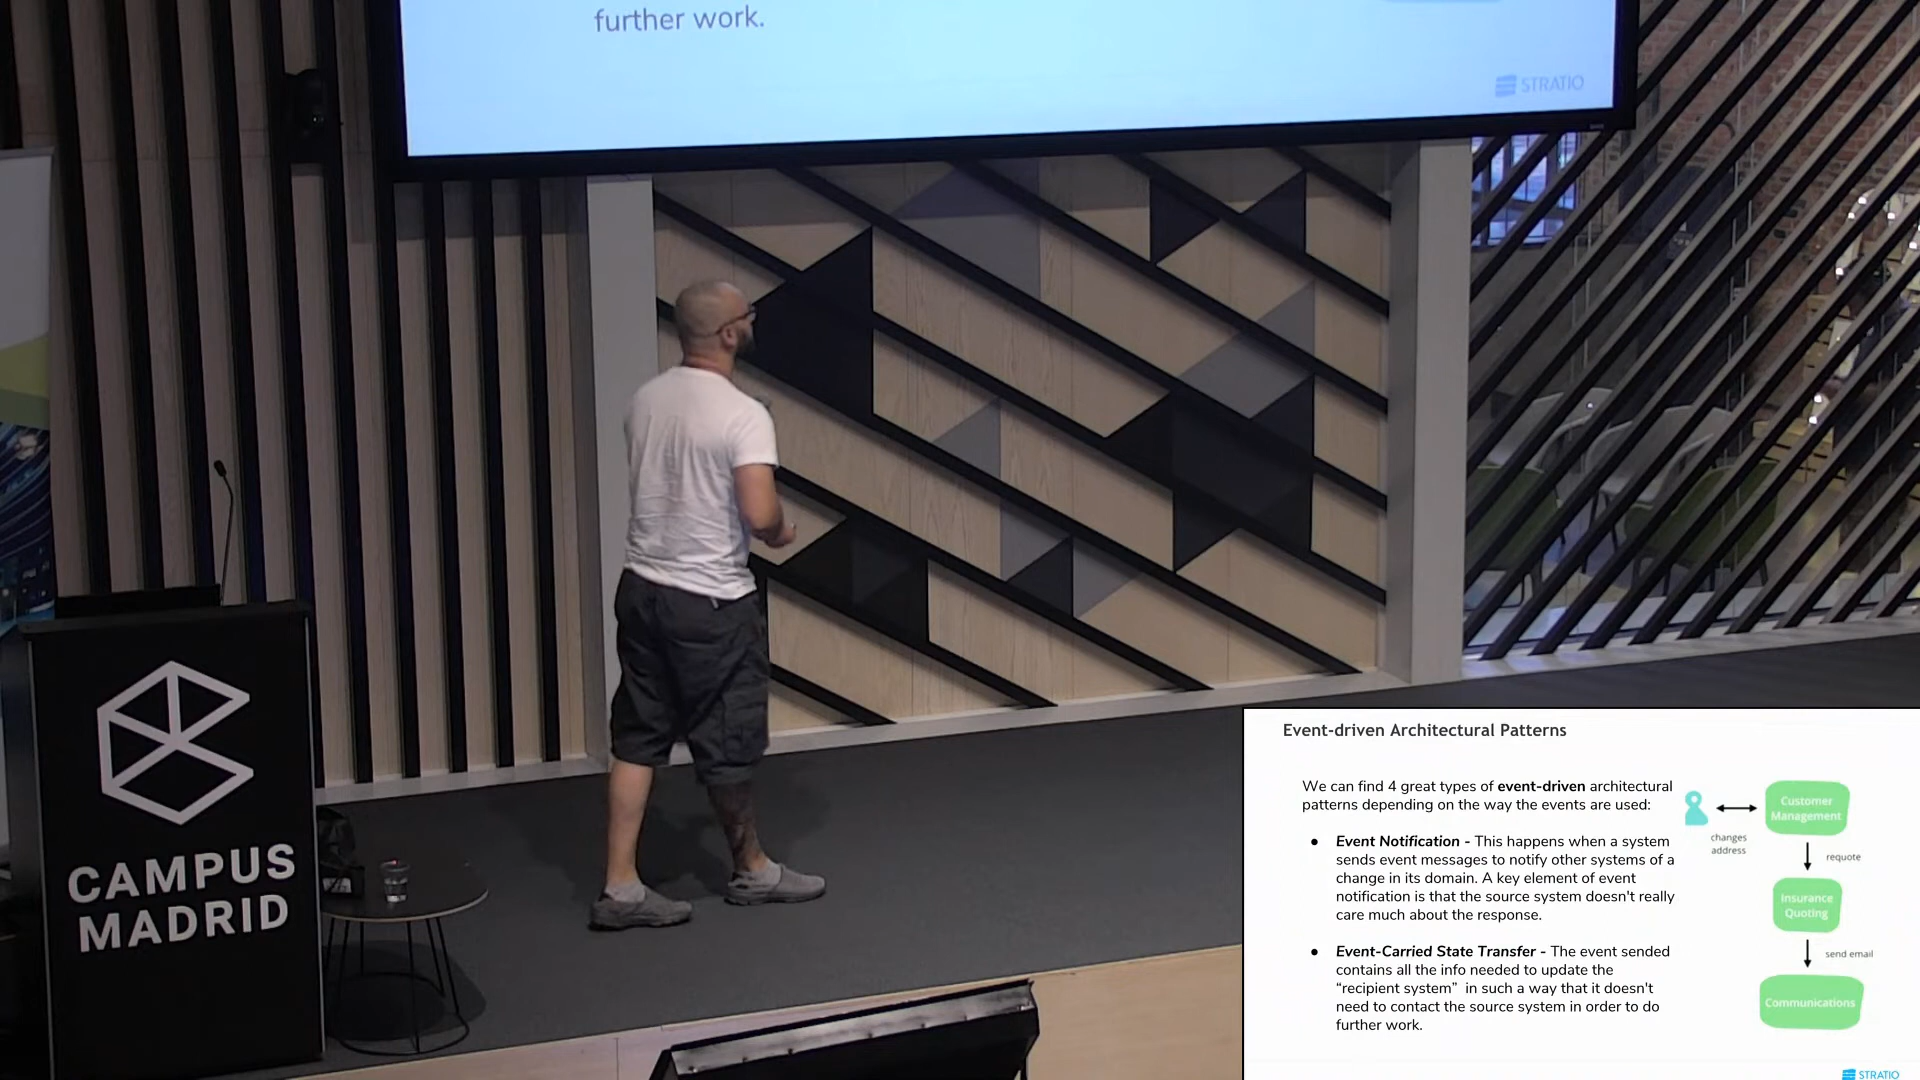 further work.
STRATIO
CAMPUS
MADRID
Event-driven Architectural Patterns
We can find 4 great types of event-driven architectural
patterns depending on the way the events are used:
● Event Notification - This happens when a system
sends event messages to notify other systems of a
change in its domain. A key element of event
notification is that the source system doesn't really
care much about the response.
● Event-Carried State Transfer - The event sended
contains all the info needed to update the
“recipient system” in such a way that it doesn't
need to contact the source system in order to do
further work.
Customer
Management
changes
address
requote
Insurance
Quoting
send email
Communications
STRATIO